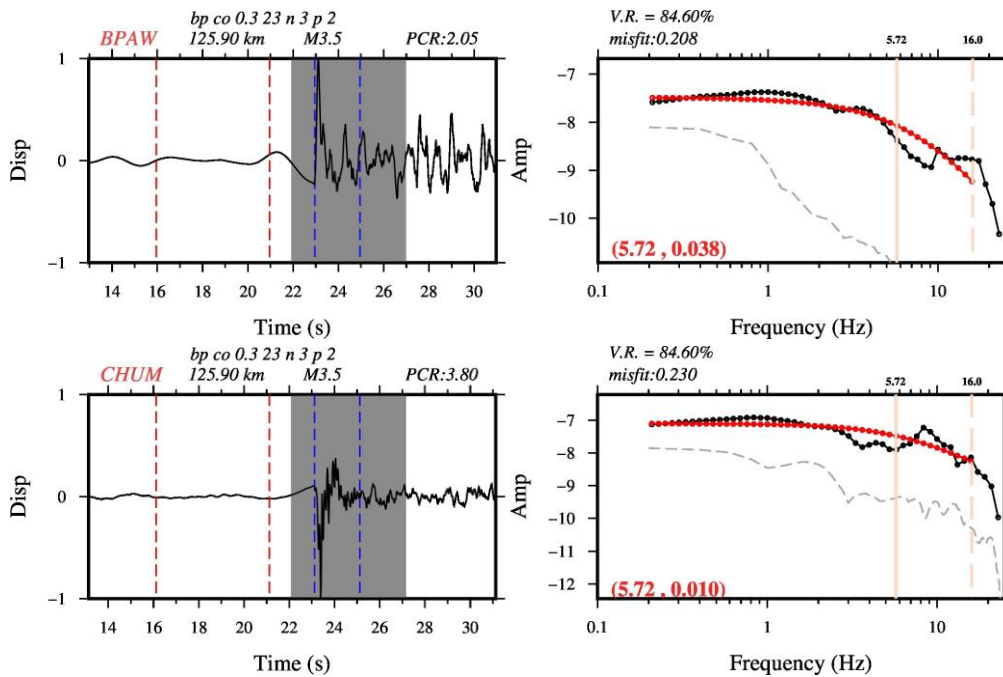 bp co 0.3 23 n 3 p 2
BPAW 125.90 km M3.5 PCR:2.05
1
0
−1
Disp
14 16 18 20 22 24 26 28 30
Time (s)
V.R. = 84.60%
misfit:0.208
5.72 16.0
−7
−8
−9
−10
Amp
(5.72 , 0.038)
0.1 1 10
Frequency (Hz)
bp co 0.3 23 n 3 p 2
CHUM 125.90 km M3.5 PCR:3.80
1
0
−1
Disp
14 16 18 20 22 24 26 28 30
Time (s)
V.R. = 84.60%
misfit:0.230
5.72 16.0
−7
−8
−9
−10
−11
−12
Amp
(5.72 , 0.010)
0.1 1 10
Frequency (Hz)